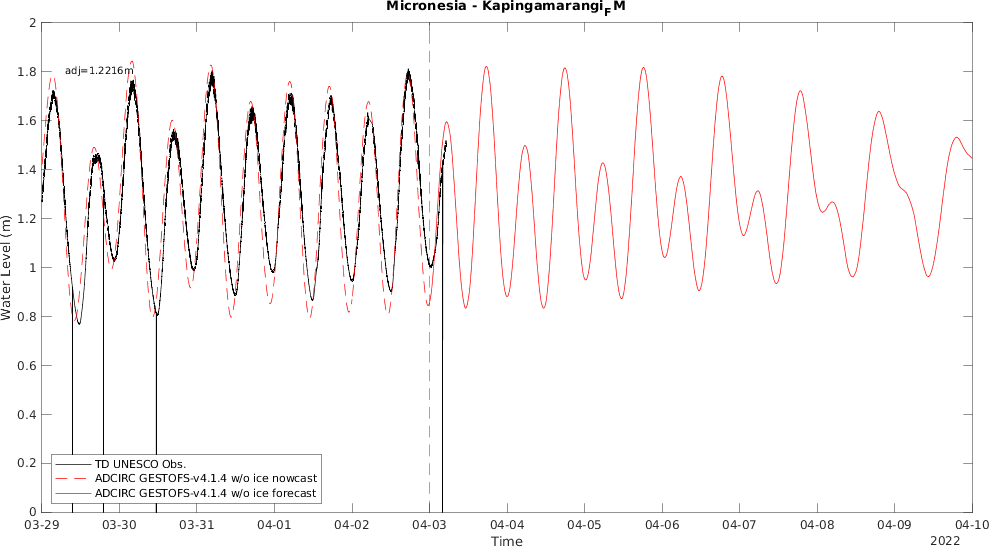 Micronesia - Kapingamarangi_FM
adj=1.2216m
2
1.8
1.6
1.4
1.2
1
0.8
0.6
0.4
0.2
0
Water Level (m)
TD UNESCO Obs.
ADCIRC GESTOFS-v4.1.4 w/o ice nowcast
ADCIRC GESTOFS-v4.1.4 w/o ice forecast
03-29 03-30 03-31 04-01 04-02 04-03 04-04 04-05 04-06 04-07 04-08 04-09 04-10
Time
2022